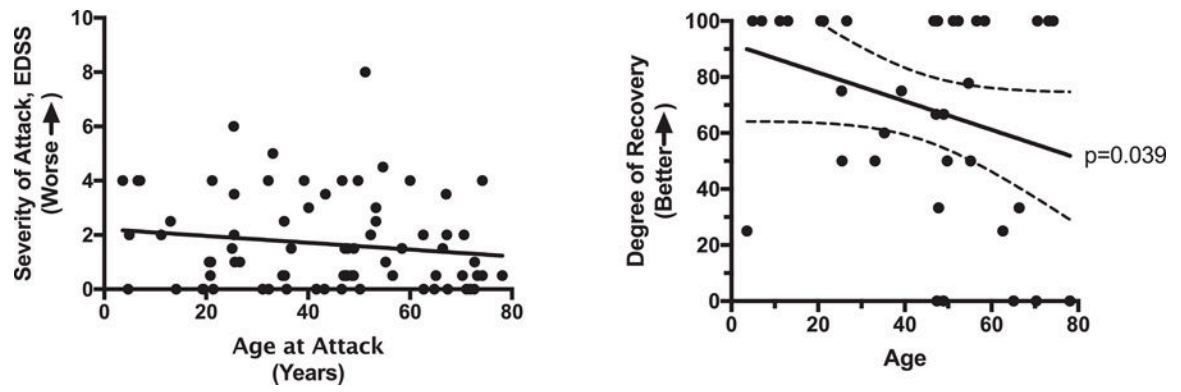 Severity of Attack, EDSS
(Worse →)
10
8
6
4
2
0
0 20 40 60 80
Age at Attack
(Years)
Degree of Recovery
(Better→)
100
80
60
40
20
0
0 20 40 60 80
Age
p=0.039